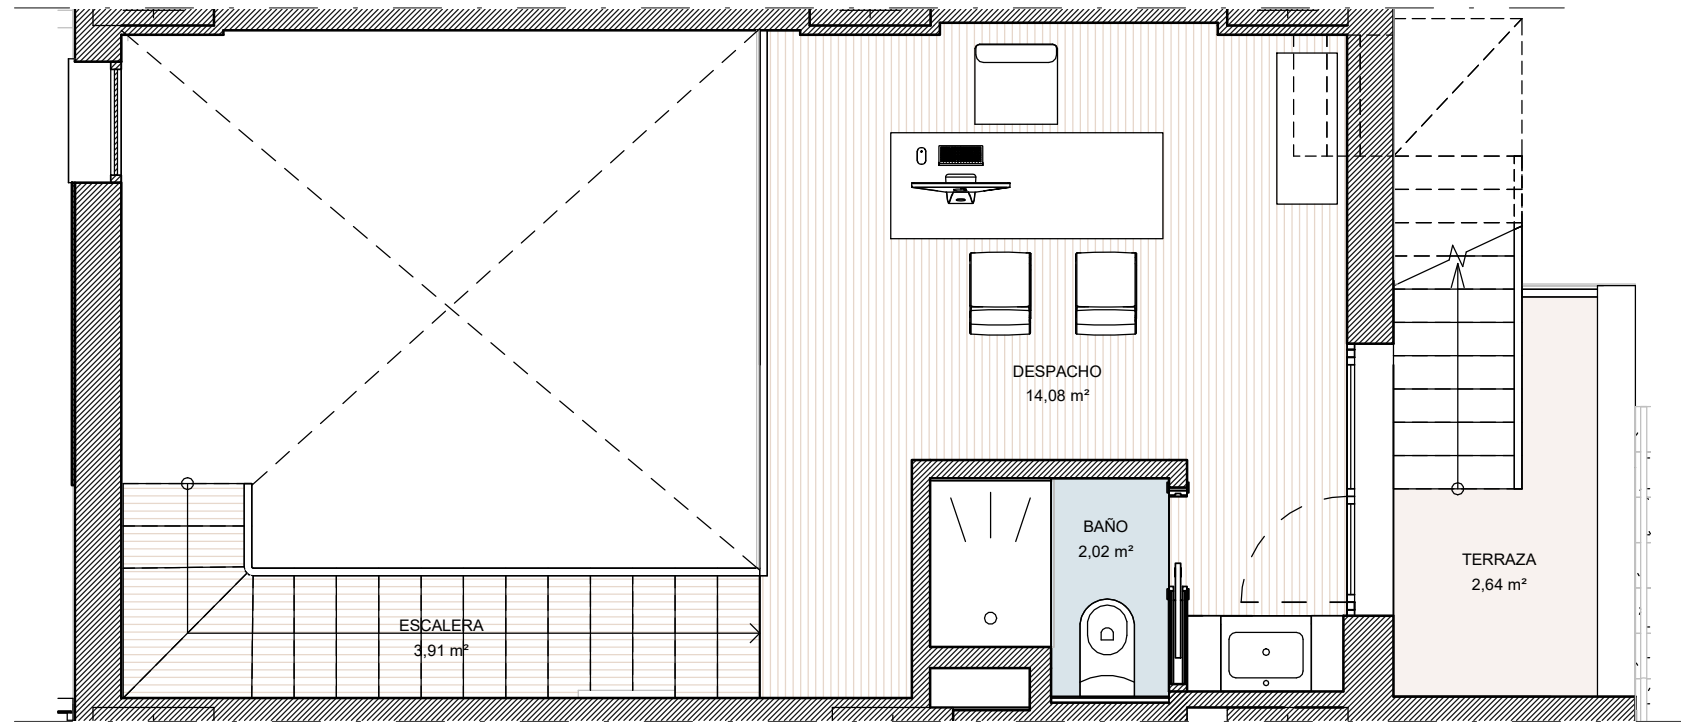 DESPACHO
14,08 m²
BAÑO
2,02 m²
TERRAZA
2,64 m²
ESCALERA
3,91 m²